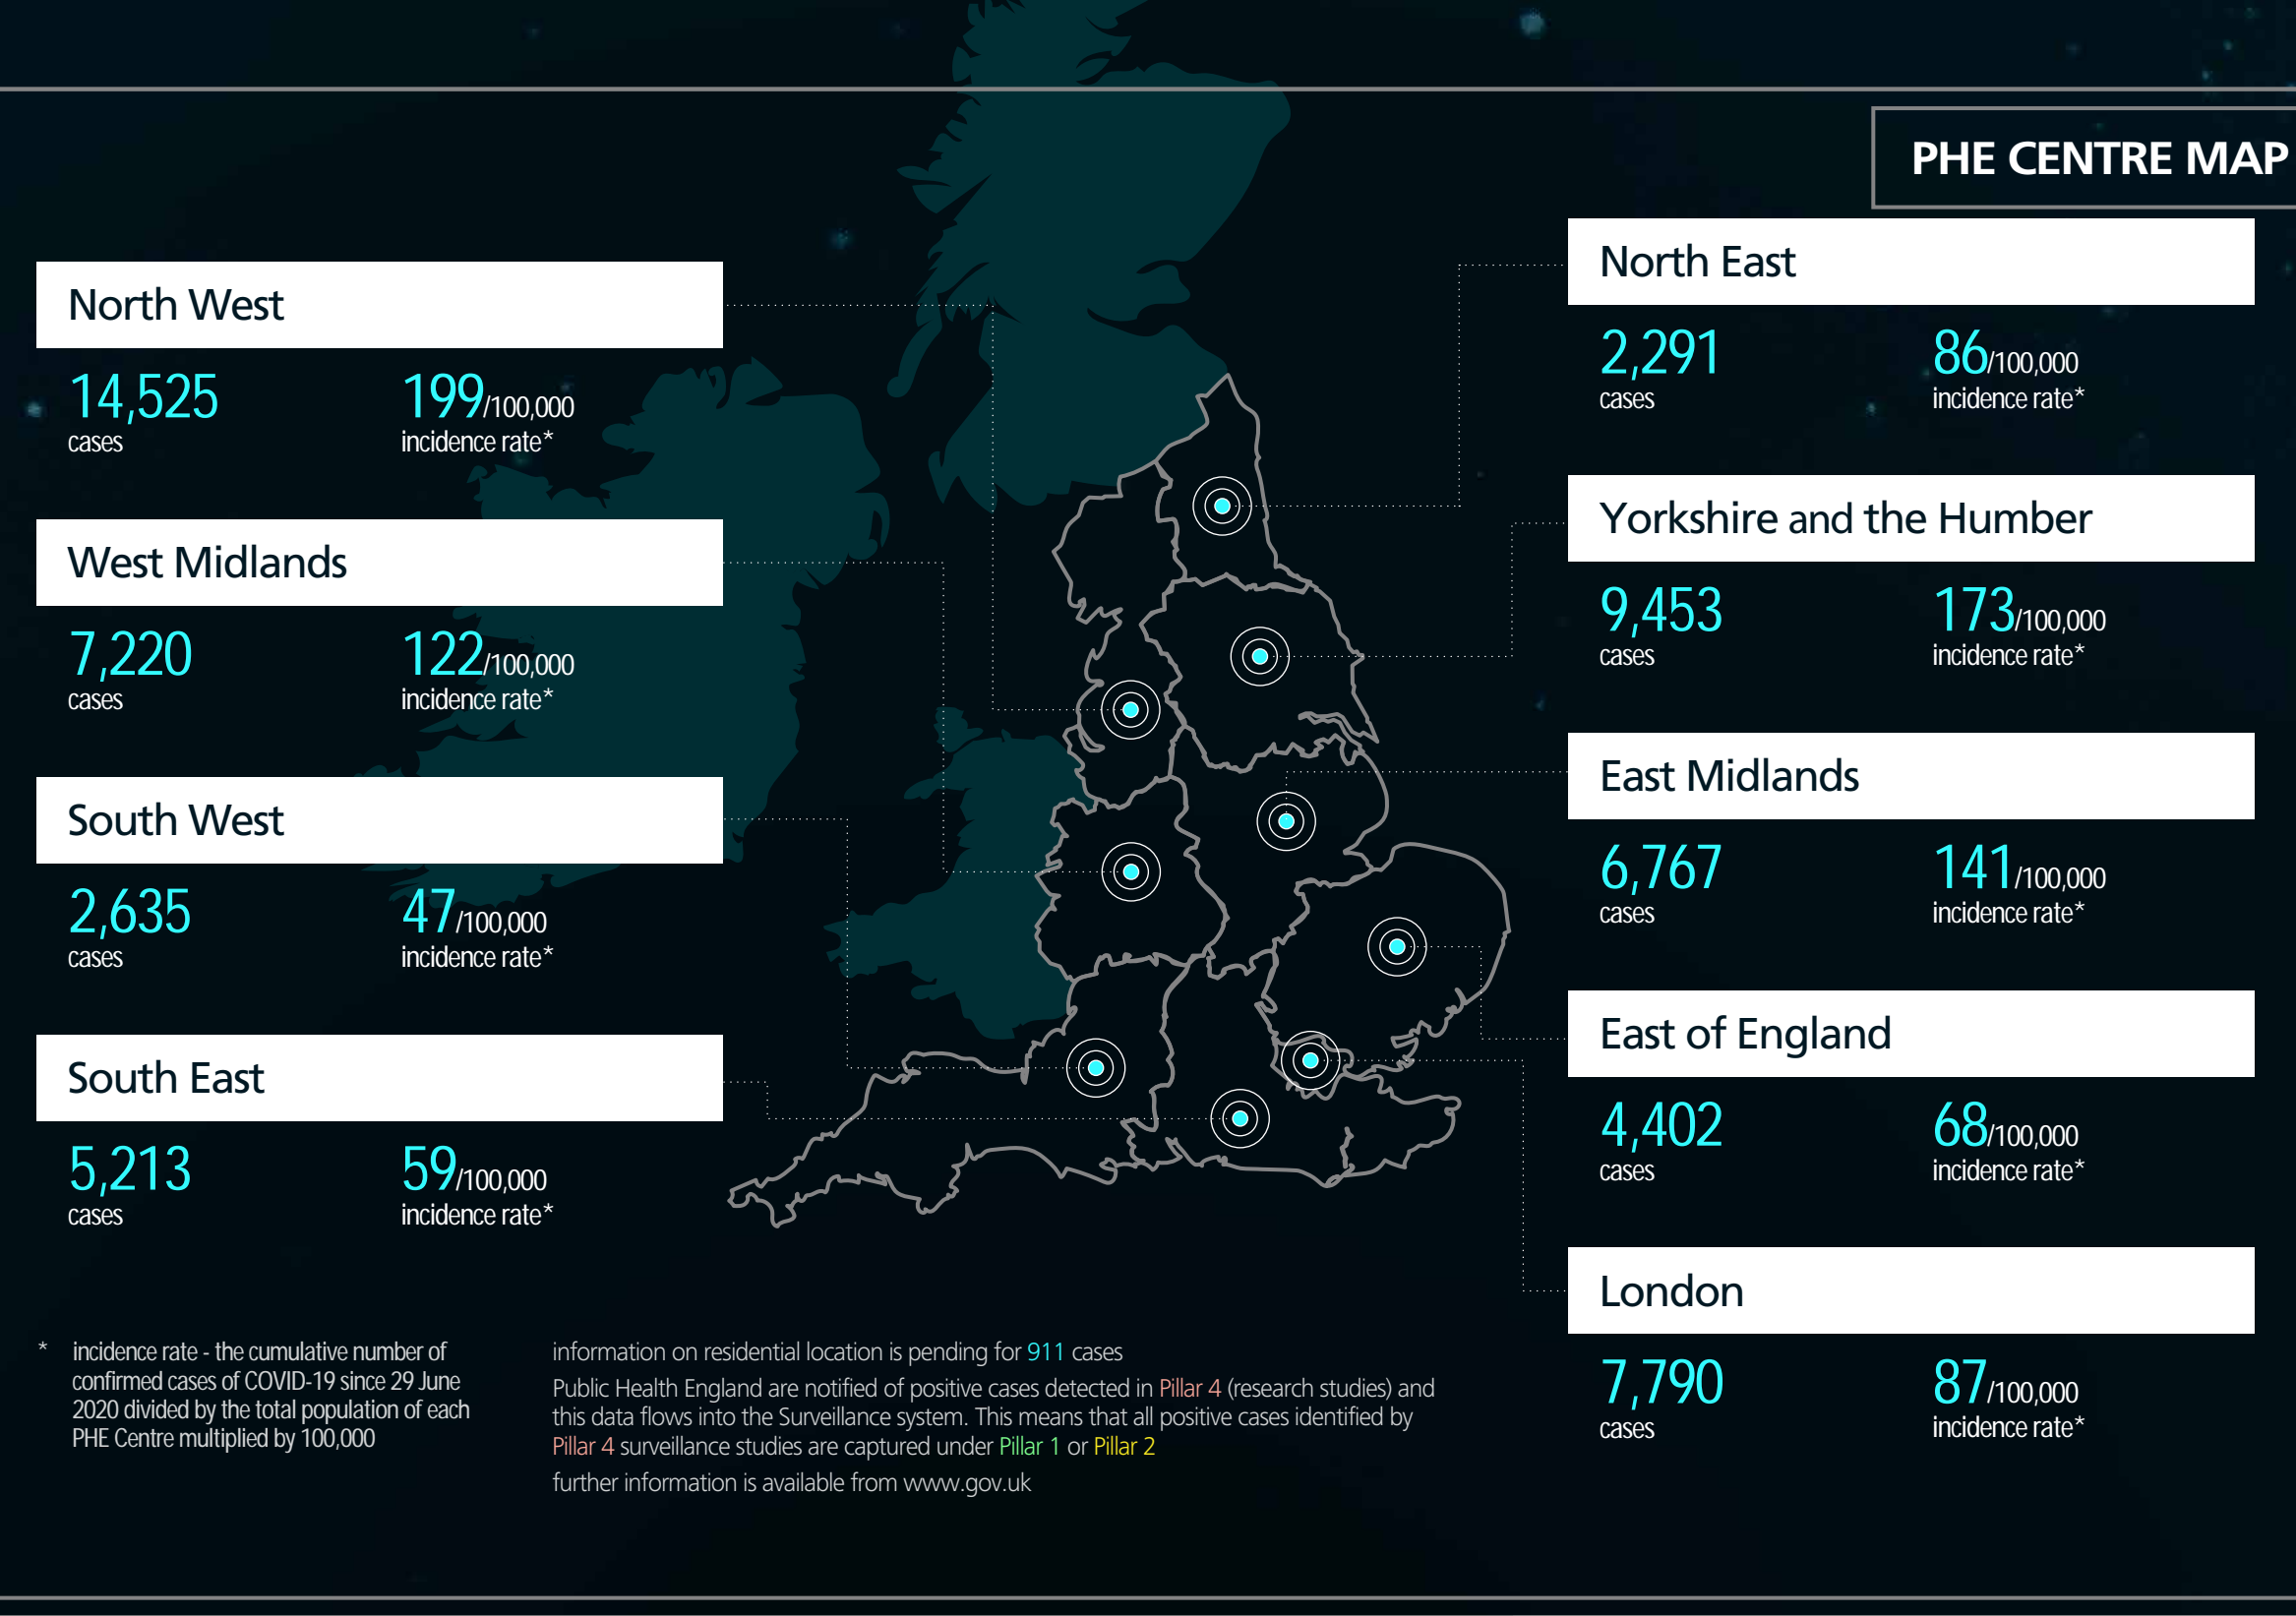 PHE CENTRE MAP
North West
14,525 199/100,000
cases incidence rate*
West Midlands
7,220 122/100,000
cases incidence rate*
South West
2,635 47/100,000
cases incidence rate*
South East
5,213 59/100,000
cases incidence rate*
North East
2,291 86/100,000
cases incidence rate*
Yorkshire and the Humber
9,453 173/100,000
cases incidence rate*
East Midlands
6,767 141/100,000
cases incidence rate*
East of England
4,402 68/100,000
cases incidence rate*
London
7,790 87/100,000
cases incidence rate*
* incidence rate - the cumulative number of
confirmed cases of COVID-19 since 29 June
2020 divided by the total population of each
PHE Centre multiplied by 100,000
information on residential location is pending for 911 cases
Public Health England are notified of positive cases detected in Pillar 4 (research studies) and
this data flows into the Surveillance system. This means that all positive cases identified by
Pillar 4 surveillance studies are captured under Pillar 1 or Pillar 2
further information is available from www.gov.uk